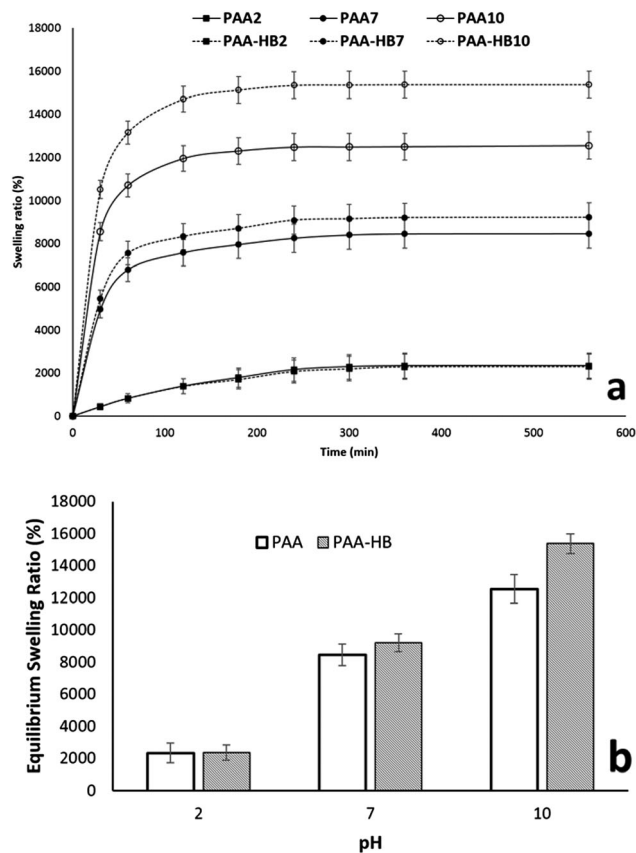 PAA2 PAA7 PAA10
PAA-HB2 PAA-HB7 PAA-HB10
16000
14000
12000
10000
8000
6000
4000
2000
0
Swelling ratio (%)
0 100 200 300 400 500 600
Time (min)
a
18000
16000
14000
12000
10000
8000
6000
4000
2000
0
Equilibrium Swelling Ratio (%)
PAA PAA-HB
2 7 10
pH
b